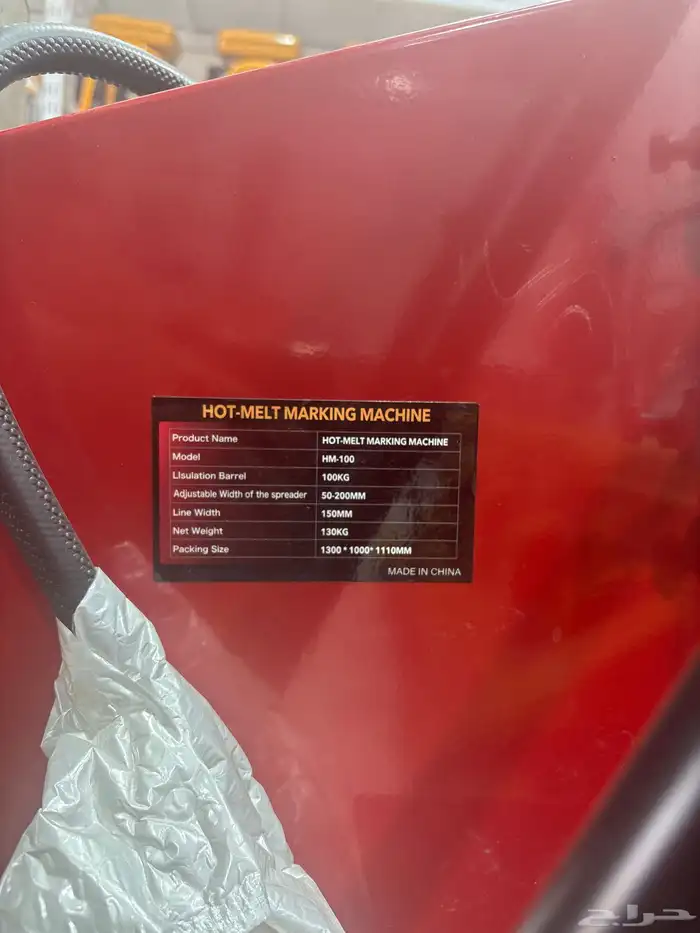 HOT-MELT MARKING MACHINE
Product Name HOT-MELT MARKING MACHINE
Model HM-100
LIsulation Barrel 100KG
Adjustable Width of the spreader 50-200MM
Line Width 150MM
Net Weight 130KG
Packing Size 1300*1000*1110MM
MADE IN CHINA
حراج